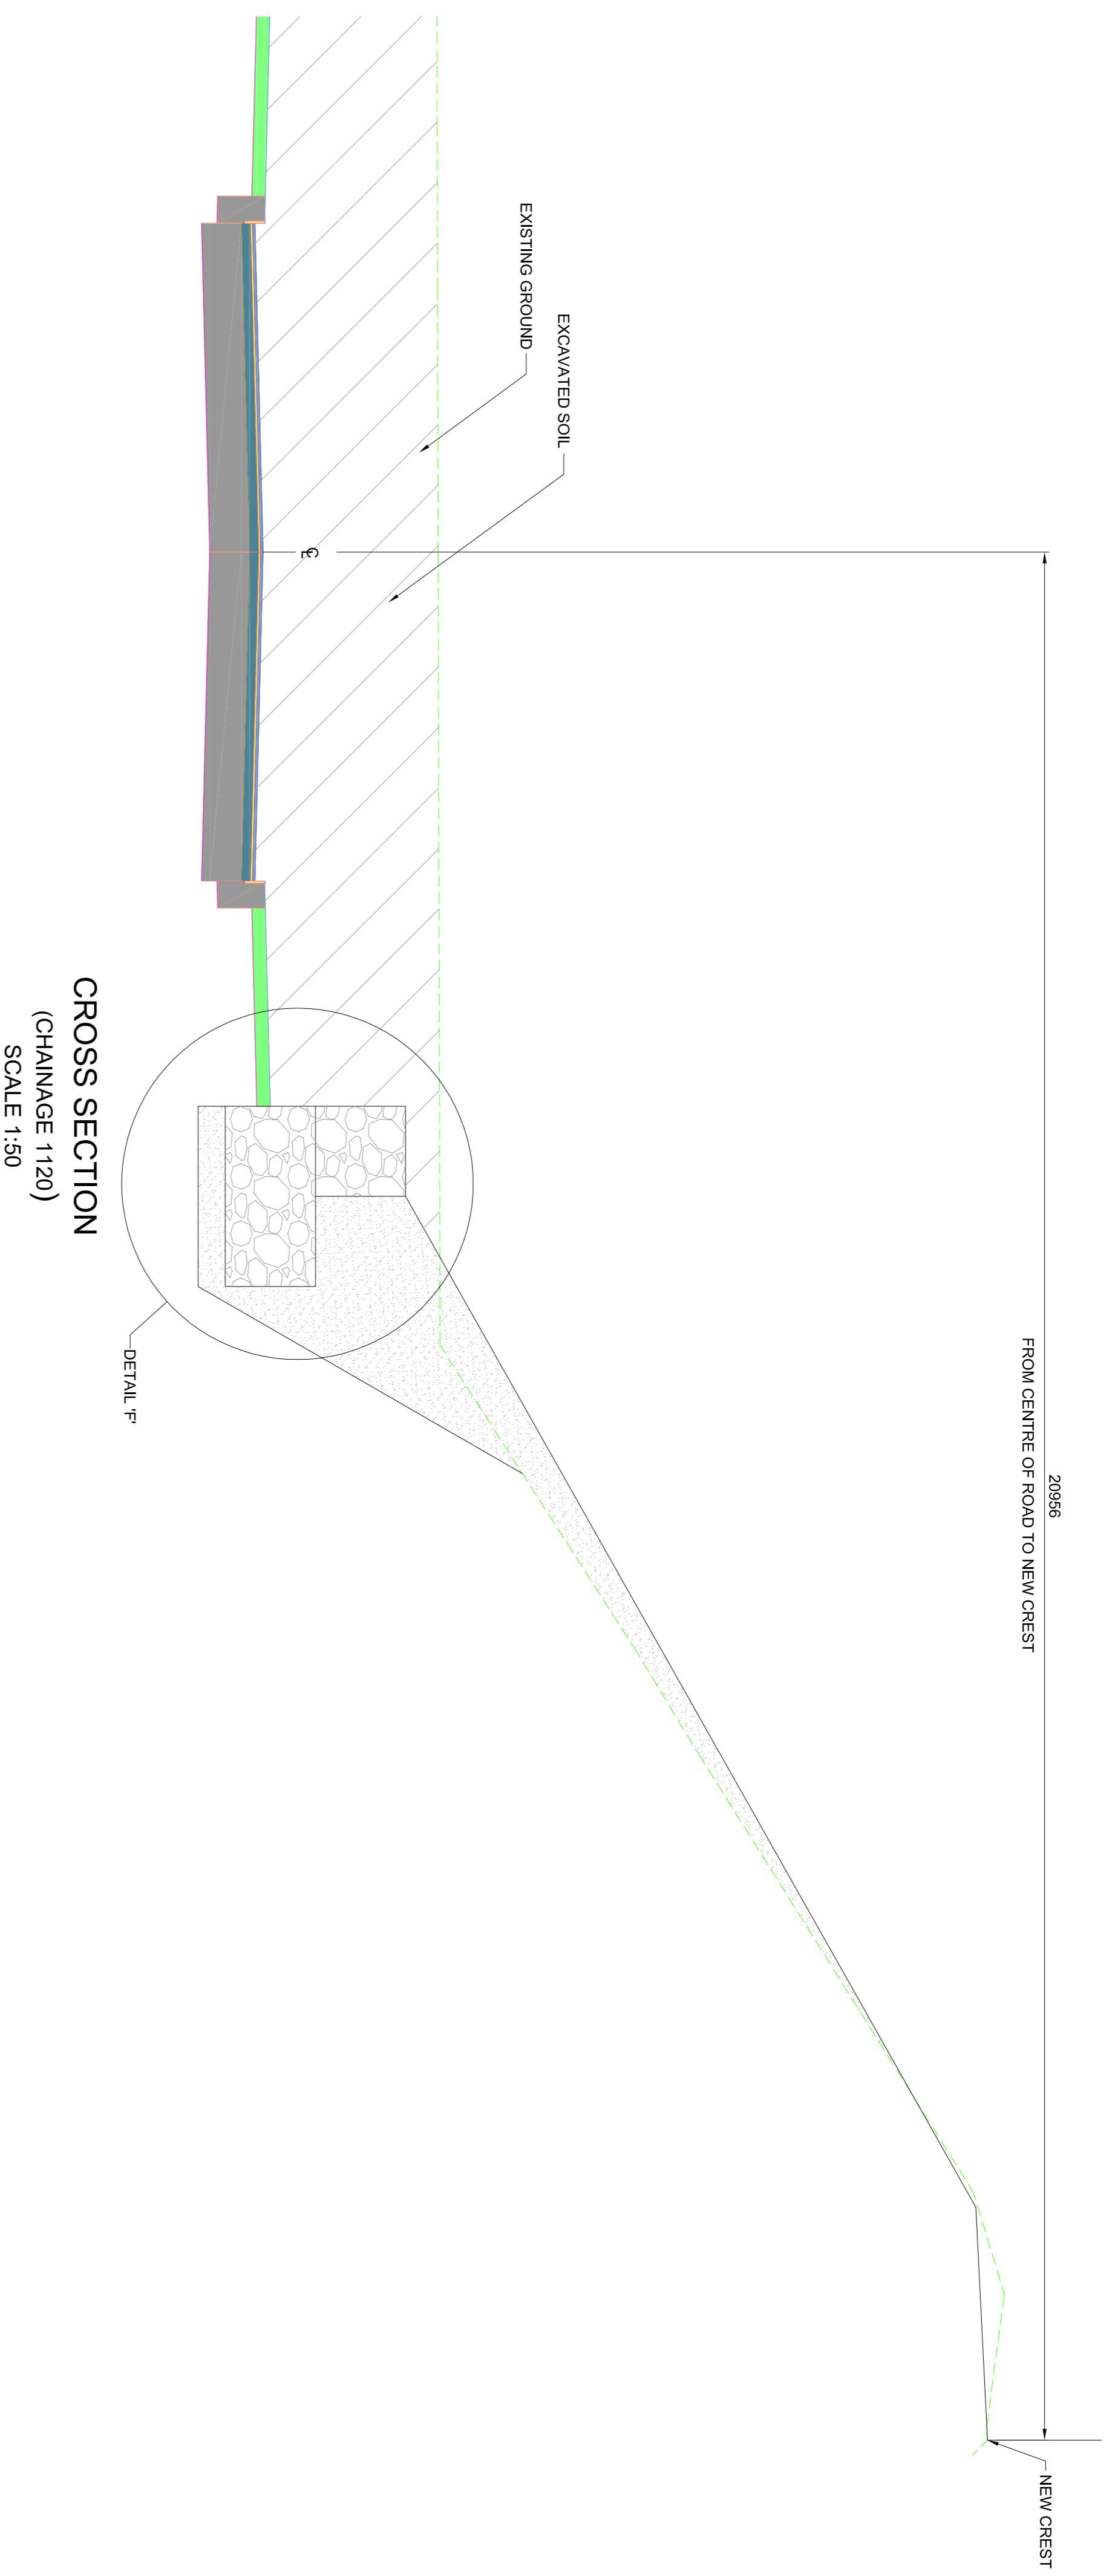 20956
FROM CENTRE OF ROAD TO NEW CREST
NEW CREST
EXCAVATED SOIL
EXISTING GROUND
CL
DETAIL 'F'
CROSS SECTION
(CHAINAGE 1120)
SCALE 1:50